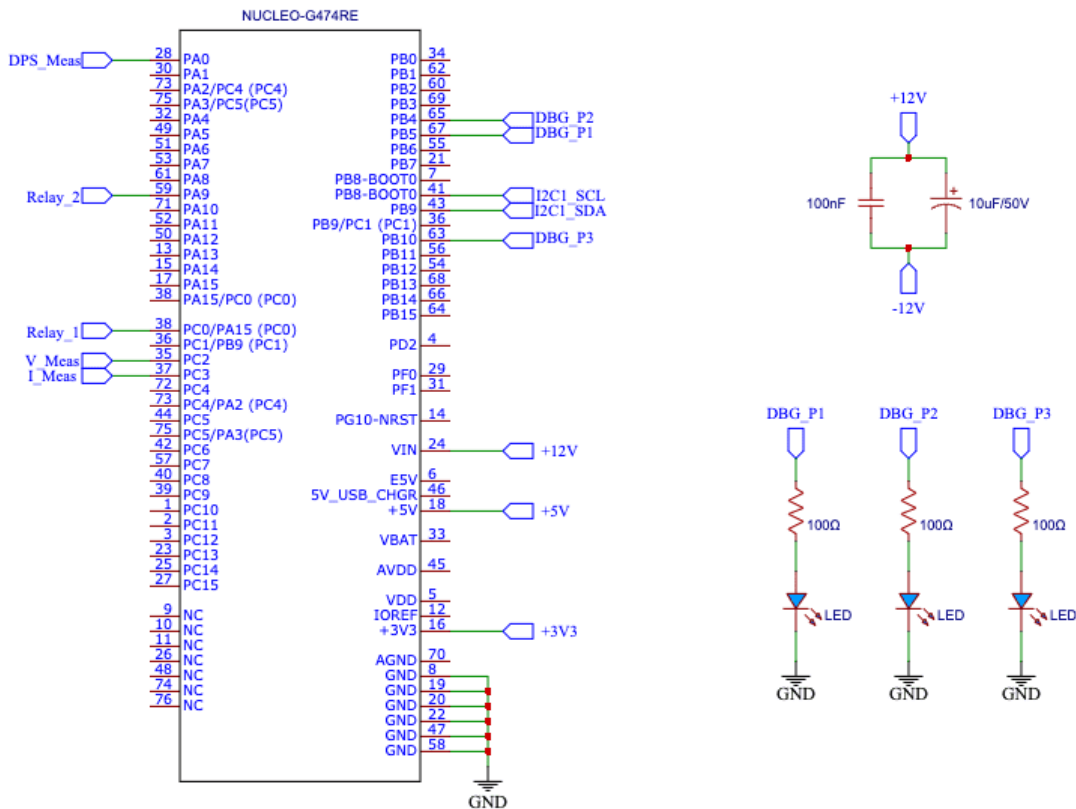 NUCLEO-G474RE
DPS_Meas 28 PA0
30 PA1
73 PA2/PC4 (PC4)
75 PA3/PC5(PC5)
32 PA4
49 PA5
51 PA6
53 PA7
61 PA8
Relay_2 59 PA9
71 PA10
52 PA11
50 PA12
13 PA13
15 PA14
17 PA15
38 PA15/PC0 (PC0)
Relay_1 38 PC0/PA15 (PC0)
36 PC1/PB9 (PC1)
V_Meas 35 PC2
I_Meas 37 PC3
72 PC4
73 PC4/PA2 (PC4)
44 PC5
75 PC5/PA3(PC5)
42 PC6
57 PC7
40 PC8
39 PC9
1 PC10
2 PC11
3 PC12
23 PC13
25 PC14
27 PC15
9 NC
10 NC
11 NC
26 NC
48 NC
74 NC
76 NC
PB0 34
PB1 62
PB2 60
PB3 69
PB4 65 DBG_P2
PB5 67 DBG_P1
PB6 55
PB7 21
PB8-BOOT0 7
PB8-BOOT0 41 I2C1_SCL
PB9 43 I2C1_SDA
PB9/PC1 (PC1) 36
PB10 63 DBG_P3
PB11 56
PB12 54
PB13 68
PB14 66
PB15 64
PD2 4
PF0 29
PF1 31
PG10-NRST 14
VIN 24 +12V
E5V 6
5V_USB_CHGR 46
+5V 18 +5V
VBAT 33
AVDD 45
VDD 5
IOREF 12
+3V3 16 +3V3
AGND 70
GND 8
GND 19
GND 20
GND 22
GND 47
GND 58
GND
+12V
100nF
+
10uF/50V
-12V
DBG_P1 DBG_P2 DBG_P3
100Ω 100Ω 100Ω
LED LED LED
GND GND GND